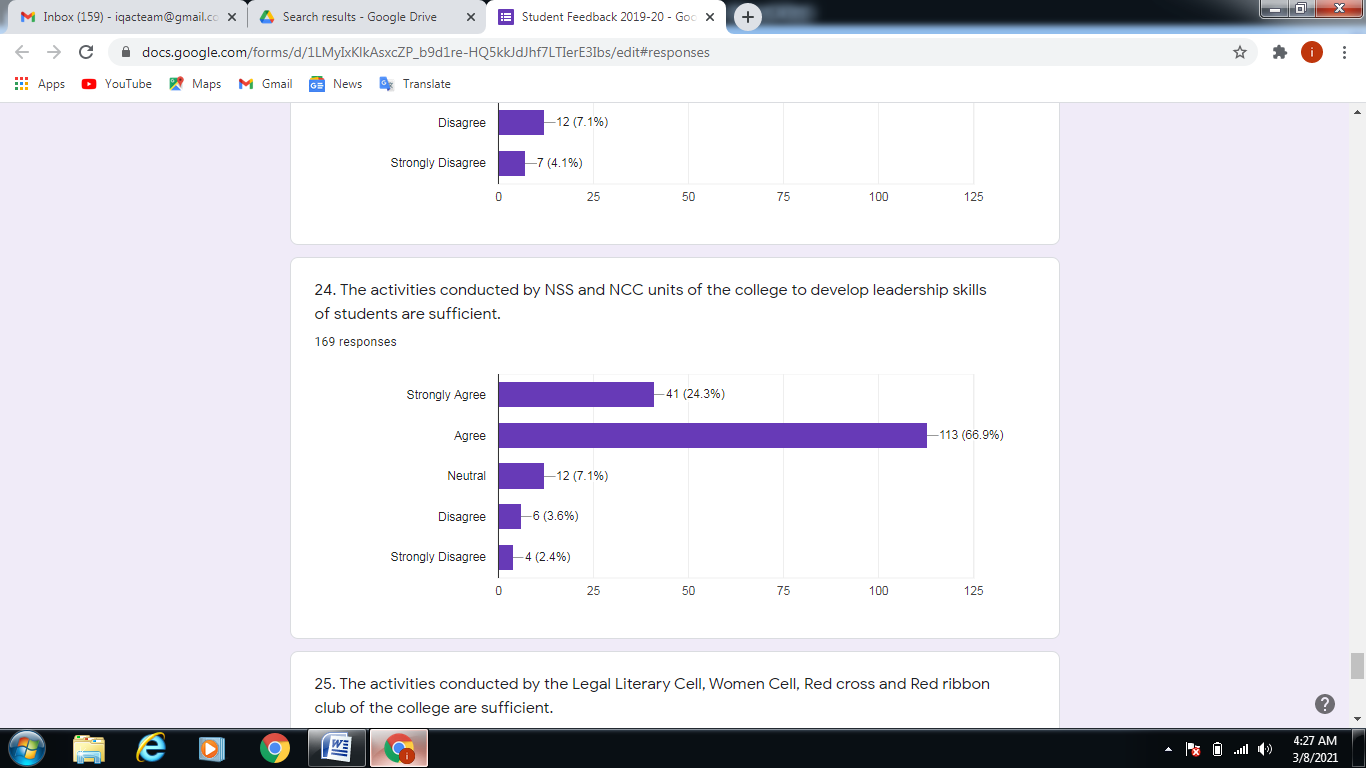 Inbox (159) - iqacteam@gmail.co
Search results - Google Drive
Student Feedback 2019-20 - Goo
docs.google.com/forms/d/1LMyIxKlkAsxcZP_b9d1re-HQ5kkJdJhf7LTIerE3Ibs/edit#responses
i
Apps YouTube Maps Gmail News Translate
Disagree 12 (7.1%)
Strongly Disagree 7 (4.1%)
0 25 50 75 100 125
24. The activities conducted by NSS and NCC units of the college to develop leadership skills
of students are sufficient.
169 responses
Strongly Agree 41 (24.3%)
Agree 113 (66.9%)
Neutral 12 (7.1%)
Disagree 6 (3.6%)
Strongly Disagree 4 (2.4%)
0 25 50 75 100 125
25. The activities conducted by the Legal Literary Cell, Women Cell, Red cross and Red ribbon
club of the college are sufficient.
4:27 AM
3/8/2021